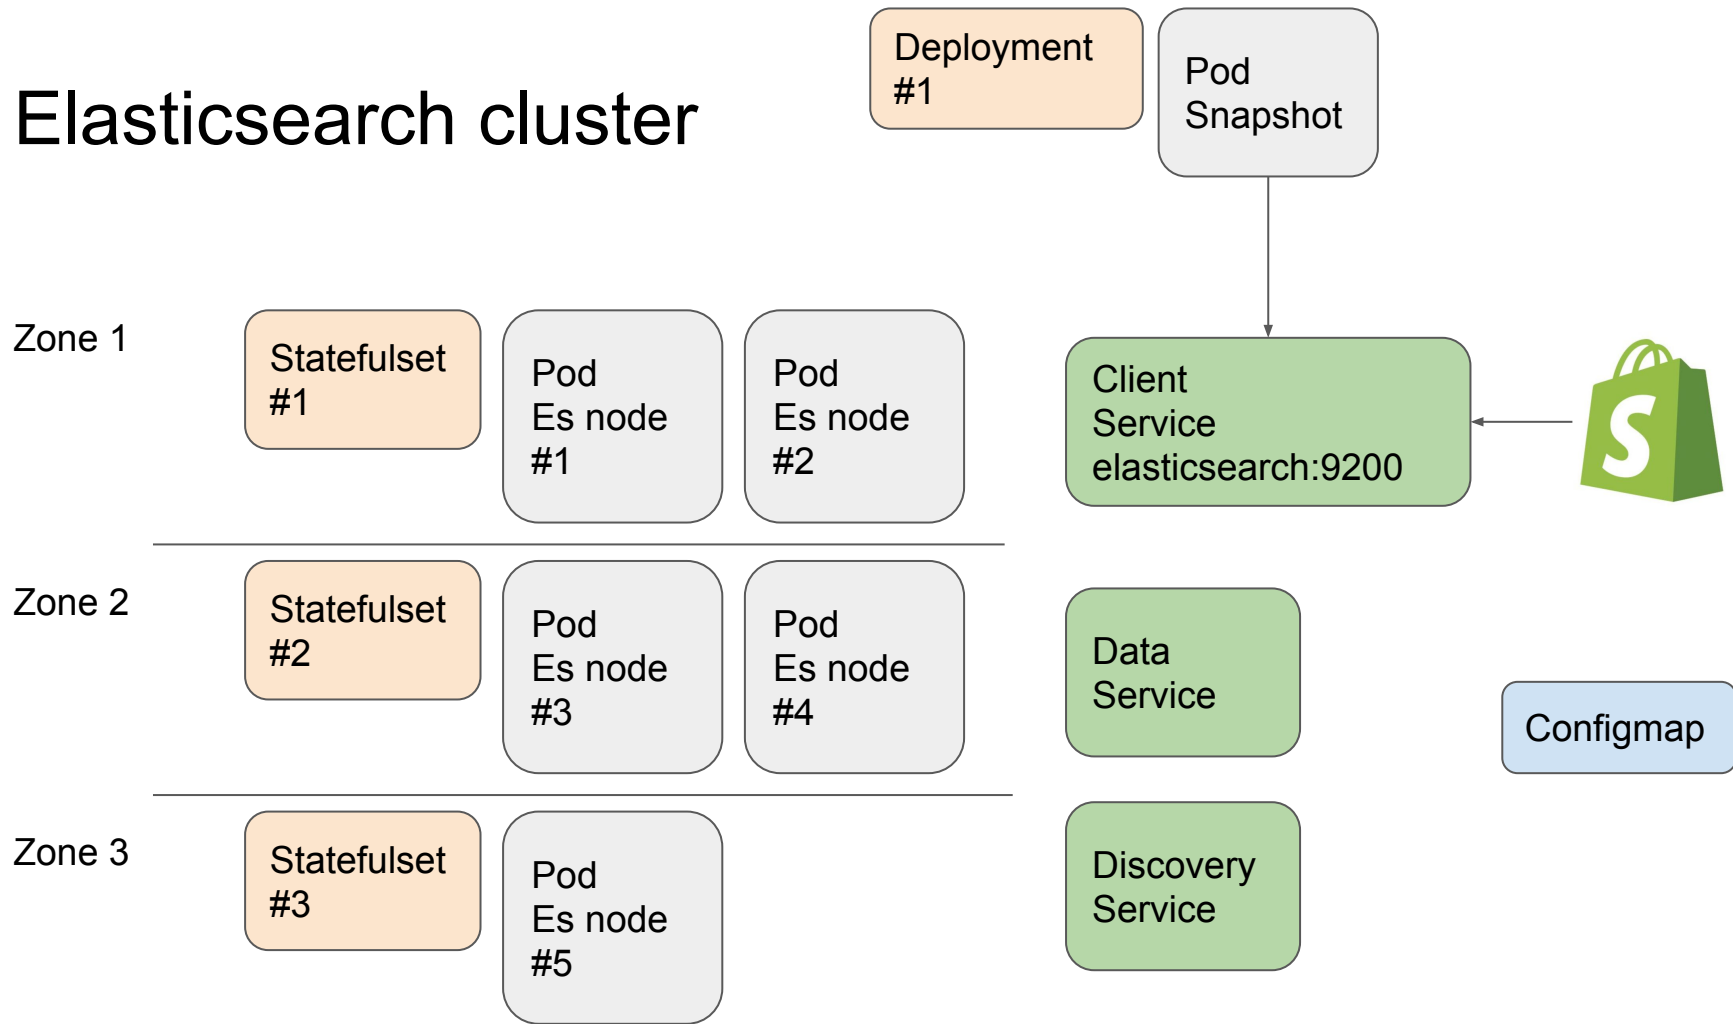 Elasticsearch cluster
Deployment
#1
Pod
Snapshot
Zone 1
Statefulset
#1
Pod
Es node
#1
Pod
Es node
#2
Client
Service
elasticsearch:9200
S
Zone 2
Statefulset
#2
Pod
Es node
#3
Pod
Es node
#4
Data
Service
Configmap
Zone 3
Statefulset
#3
Pod
Es node
#5
Discovery
Service